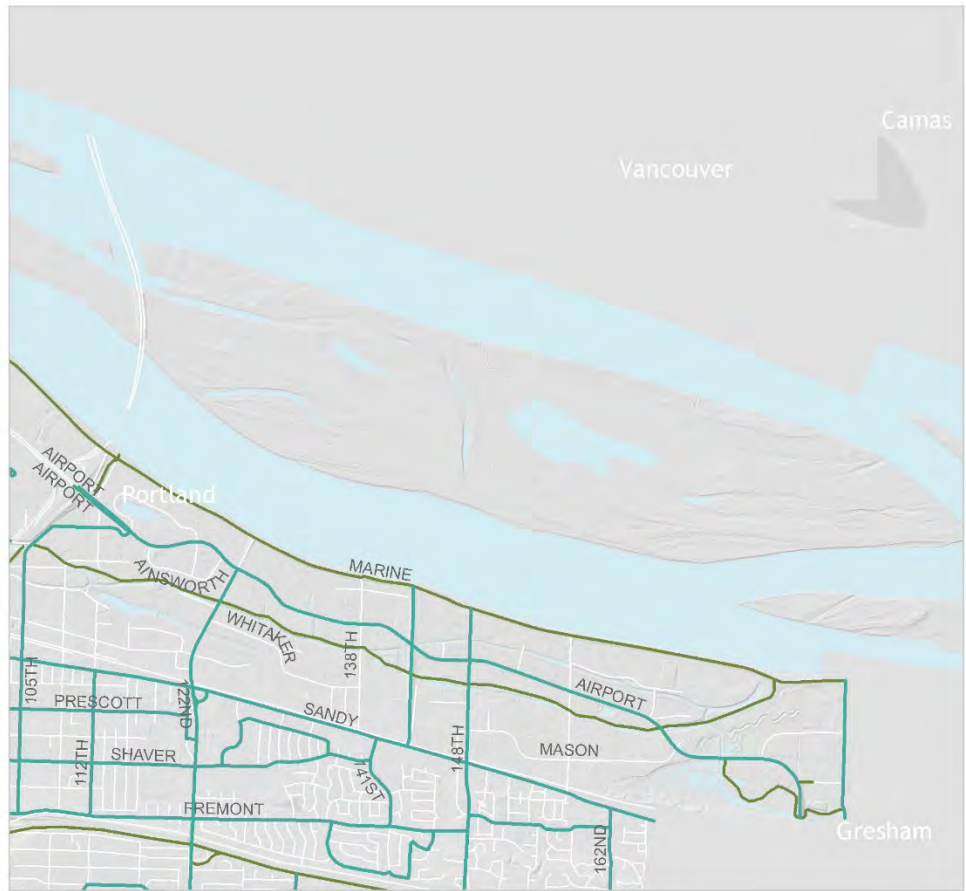 Camas
Vancouver
AIRPORT
AIRPORT
Portland
MARINE
AINSWORTH
WHITAKER
138TH
105TH
122ND
AIRPORT
PRESCOTT
SANDY
148TH
MASON
SHAVER
112TH
141ST
FREMONT
Gresham
162ND